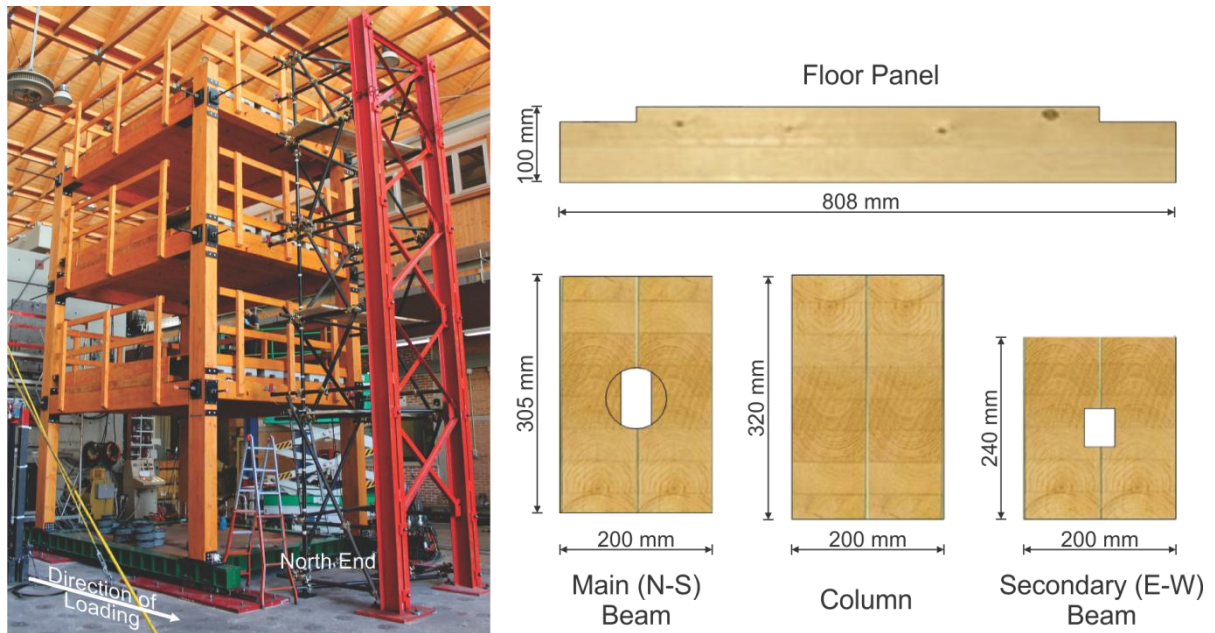 North End
Direction of
Loading
Floor Panel
100 mm
808 mm
305 mm
200 mm
Main (N-S)
Beam
320 mm
200 mm
Column
240 mm
200 mm
Secondary (E-W)
Beam